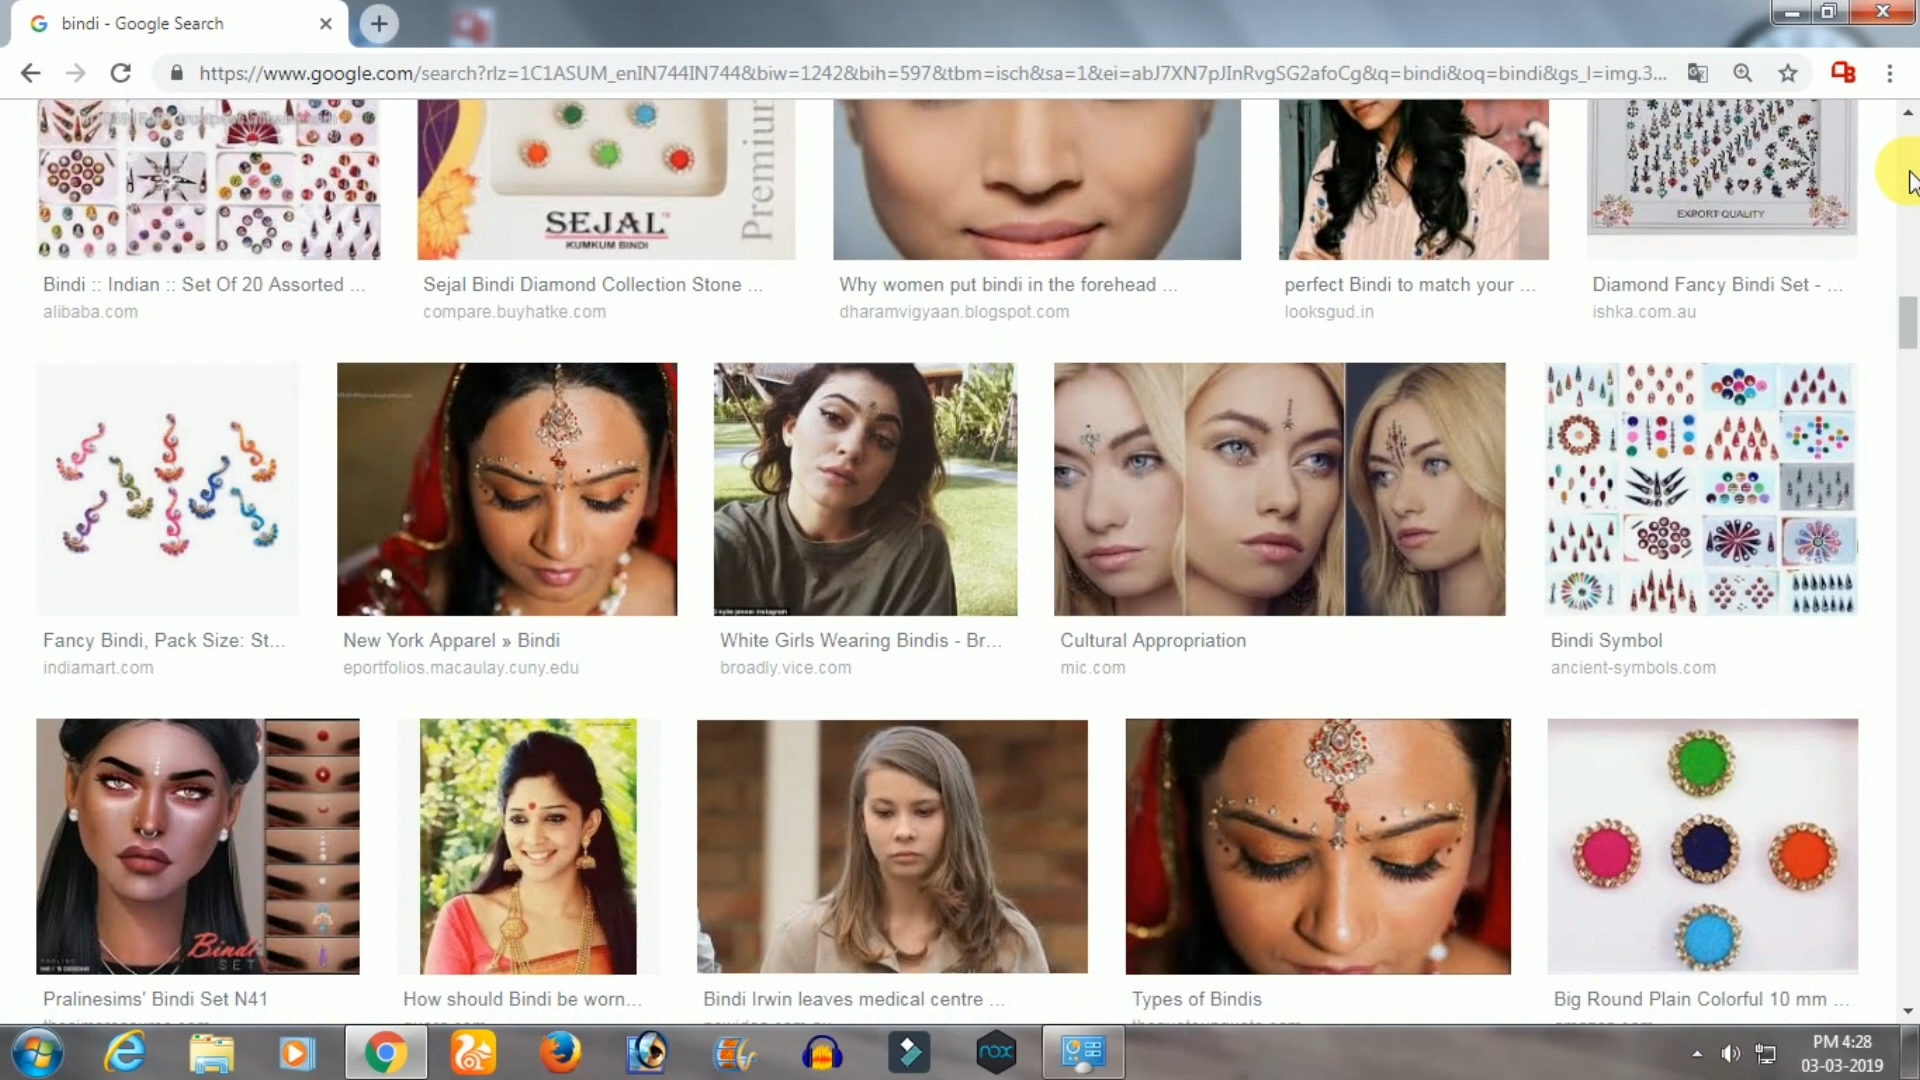 bindi - Google Search
https://www.google.com/search?rlz=1C1ASUM_enIN744IN744&biw=1242&bih=597&tbm=isch&sa=1&ei=abJ7XN7pJInRvgSG2afoCg&q=bindi&oq=bindi&gs_l=img.3...
SEJAL
KUMKUM BINDI
Premium
EXPORT QUALITY
Bindi :: Indian :: Set Of 20 Assorted ...
alibaba.com
Sejal Bindi Diamond Collection Stone ...
compare.buyhatke.com
Why women put bindi in the forehead ...
dharamvigyaan.blogspot.com
perfect Bindi to match your ...
looksgud.in
Diamond Fancy Bindi Set - ...
ishka.com.au
Fancy Bindi, Pack Size: St...
indiamart.com
New York Apparel » Bindi
eportfolios.macaulay.cuny.edu
White Girls Wearing Bindis - Br...
broadly.vice.com
Cultural Appropriation
mic.com
Bindi Symbol
ancient-symbols.com
Bindi
SET
Pralinesims' Bindi Set N41
How should Bindi be worn...
Bindi Irwin leaves medical centre ...
Types of Bindis
Big Round Plain Colorful 10 mm ...
nox
PM 4:28
03-03-2019